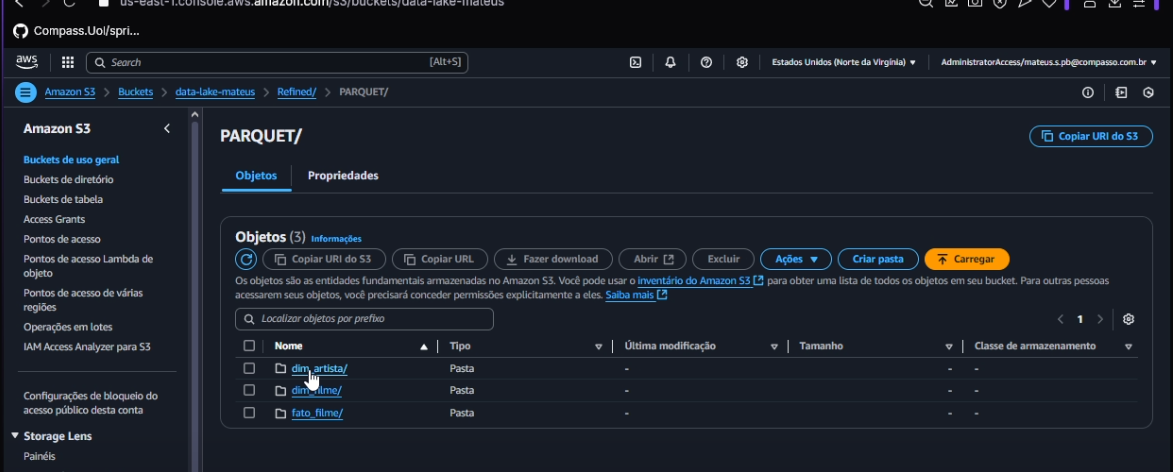 us-east-1.console.aws.amazon.com/s3/buckets/data-lake-mateus
Compass.Uol/spri...
aws Search [Alt+S] Estados Unidos (Norte da Virgínia) ▼ AdministratorAccess/mateus.s.pb@compasso.com.br ▼
Amazon S3 > Buckets > data-lake-mateus > Refined/ > PARQUET/
Amazon S3
Buckets de uso geral
Buckets de diretório
Buckets de tabela
Access Grants
Pontos de acesso
Pontos de acesso Lambda de
objeto
Pontos de acesso de várias
regiões
Operações em lotes
IAM Access Analyzer para S3
Configurações de bloqueio do
acesso público desta conta
▼ Storage Lens
Painéis
PARQUET/
Copiar URI do S3
Objetos Propriedades
Objetos (3) Informações
Copiar URI do S3 Copiar URL Fazer download Abrir Excluir Ações ▼ Criar pasta Carregar
Os objetos são as entidades fundamentais armazenadas no Amazon S3. Você pode usar o inventário do Amazon S3 para obter uma lista de todos os objetos em seu bucket. Para outras pessoas
acessarem seus objetos, você precisará conceder permissões explicitamente a eles. Saiba mais
Localizar objetos por prefixo < 1 >
Nome ▲ Tipo ▽ Última modificação ▽ Tamanho ▽ Classe de armazenamento ▽
dim_artista/ Pasta - - -
dim_filme/ Pasta - - -
fato_filme/ Pasta - - -